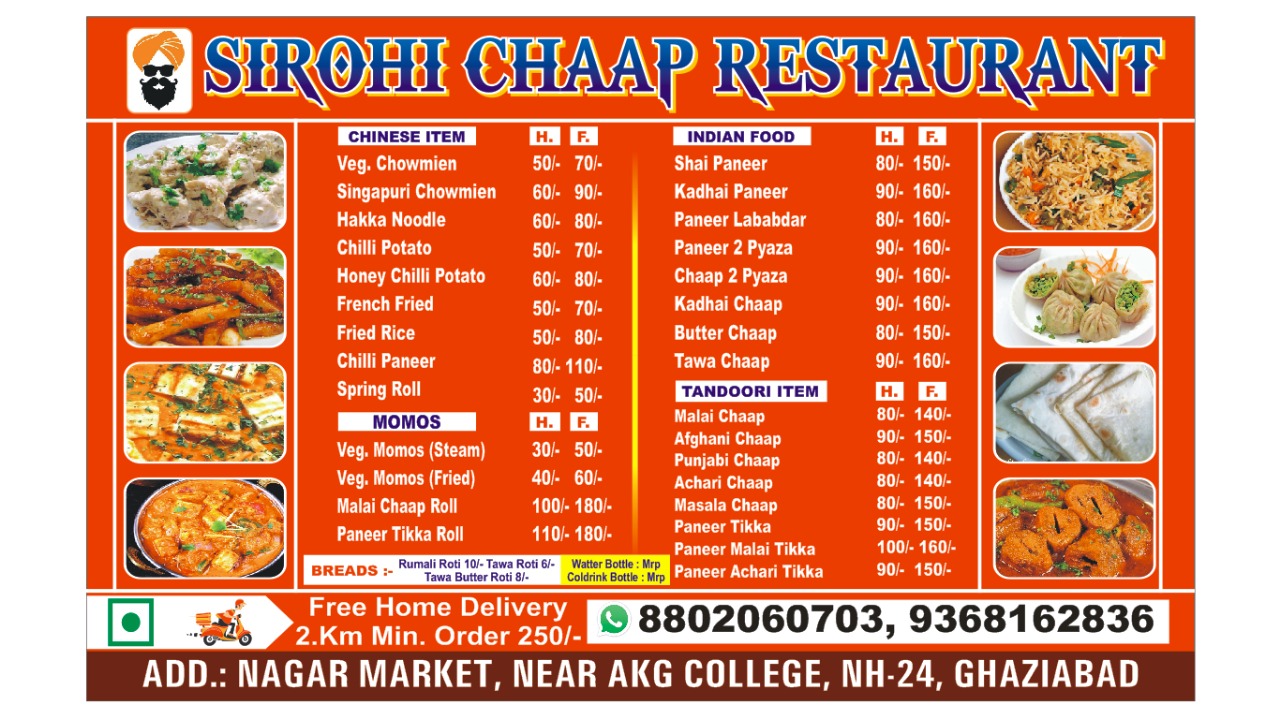 SIROHI CHAAP RESTAURANT
CHINESE ITEM H. F.
Veg. Chowmien 50/- 70/-
Singapuri Chowmien 60/- 90/-
Hakka Noodle 60/- 80/-
Chilli Potato 50/- 70/-
Honey Chilli Potato 60/- 80/-
French Fried 50/- 70/-
Fried Rice 50/- 80/-
Chilli Paneer 80/- 110/-
Spring Roll 30/- 50/-
MOMOS H. F.
Veg. Momos (Steam) 30/- 50/-
Veg. Momos (Fried) 40/- 60/-
Malai Chaap Roll 100/- 180/-
Paneer Tikka Roll 110/- 180/-
BREADS :- Rumali Roti 10/- Tawa Roti 6/-
Tawa Butter Roti 8/-
Watter Bottle : Mrp
Coldrink Bottle : Mrp
INDIAN FOOD H. F.
Shai Paneer 80/- 150/-
Kadhai Paneer 90/- 160/-
Paneer Lababdar 80/- 160/-
Paneer 2 Pyaza 90/- 160/-
Chaap 2 Pyaza 90/- 160/-
Kadhai Chaap 90/- 160/-
Butter Chaap 80/- 150/-
Tawa Chaap 90/- 160/-
TANDOORI ITEM H. F.
Malai Chaap 80/- 140/-
Afghani Chaap 90/- 150/-
Punjabi Chaap 80/- 140/-
Achari Chaap 80/- 140/-
Masala Chaap 80/- 150/-
Paneer Tikka 90/- 150/-
Paneer Malai Tikka 100/- 160/-
Paneer Achari Tikka 90/- 150/-
Free Home Delivery
2.Km Min. Order 250/-
8802060703, 9368162836
ADD.: NAGAR MARKET, NEAR AKG COLLEGE, NH-24, GHAZIABAD